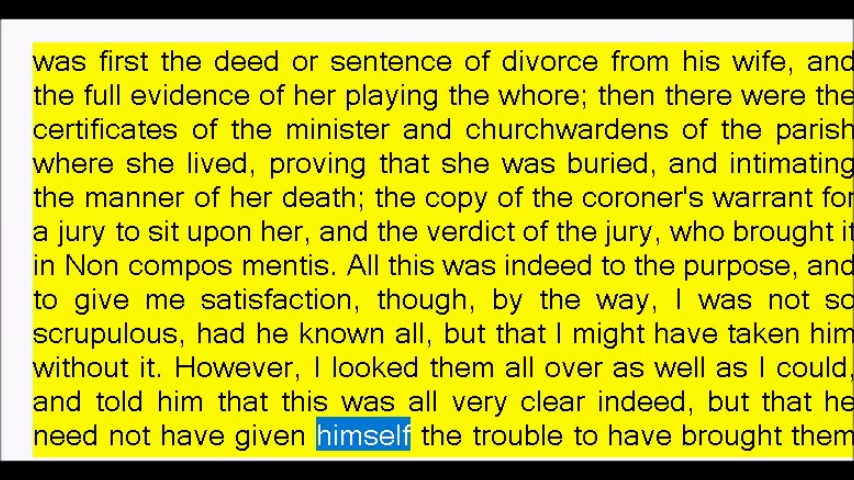 was first the deed or sentence of divorce from his wife, and
the full evidence of her playing the whore; then there were the
certificates of the minister and churchwardens of the parish
where she lived, proving that she was buried, and intimating
the manner of her death; the copy of the coroner's warrant for
a jury to sit upon her, and the verdict of the jury, who brought it
in Non compos mentis. All this was indeed to the purpose, and
to give me satisfaction, though, by the way, I was not so
scrupulous, had he known all, but that I might have taken him
without it. However, I looked them all over as well as I could,
and told him that this was all very clear indeed, but that he
need not have given himself the trouble to have brought them